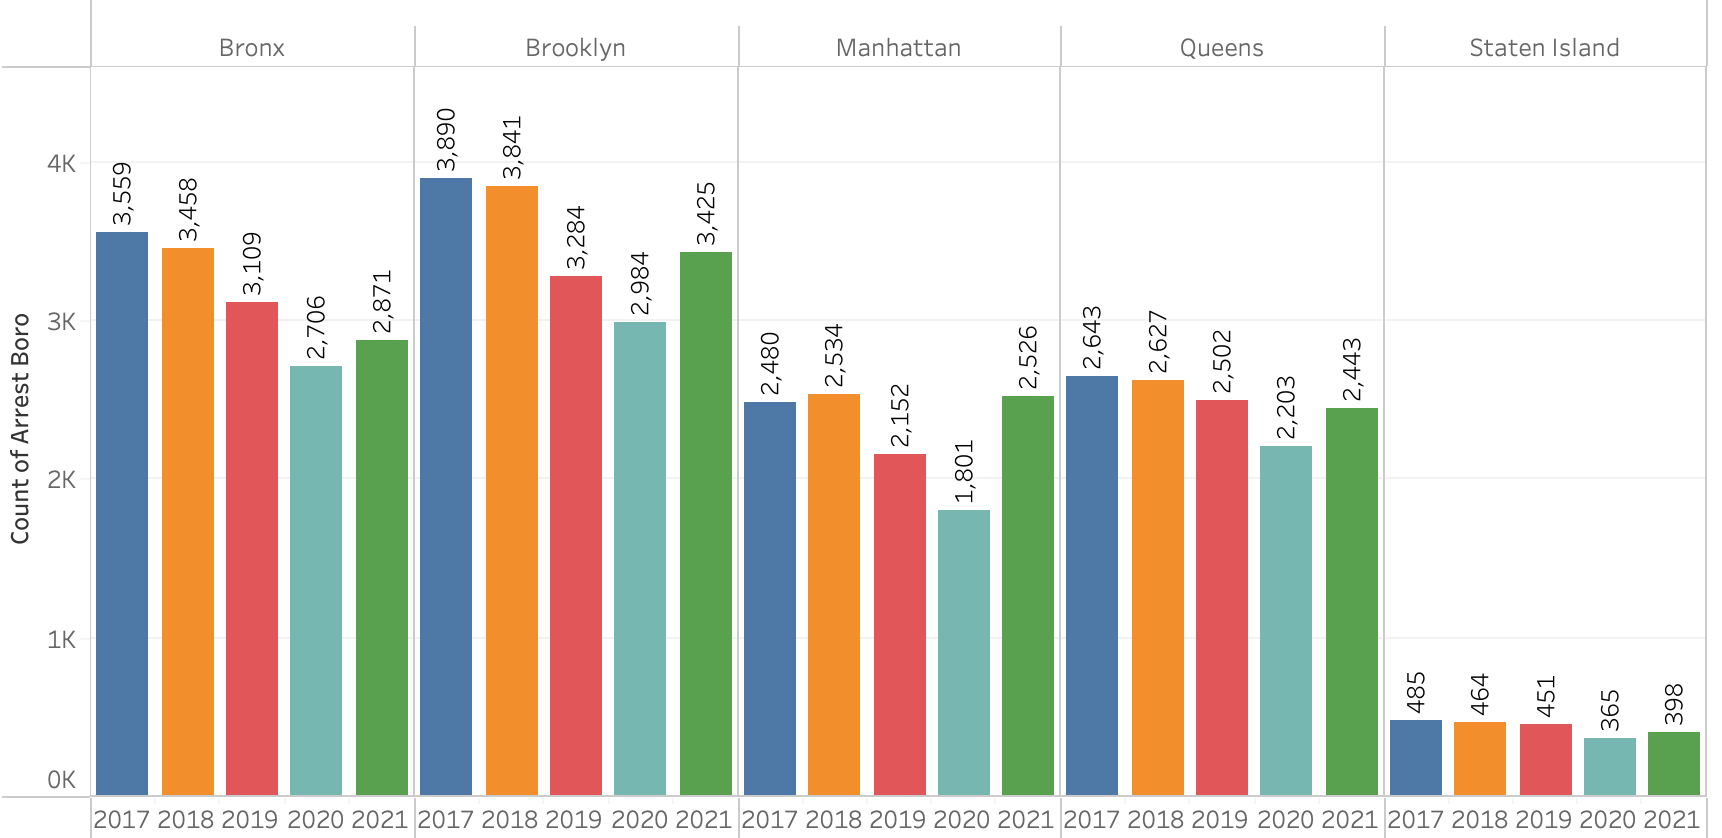 Bronx Brooklyn Manhattan Queens Staten Island
Count of Arrest Boro
4K
3K
2K
1K
0K
3,559 3,458 3,109 2,706 2,871
3,890 3,841 3,284 2,984 3,425
2,480 2,534 2,152 1,801 2,526
2,643 2,627 2,502 2,203 2,443
485 464 451 365 398
2017 2018 2019 2020 2021 2017 2018 2019 2020 2021 2017 2018 2019 2020 2021 2017 2018 2019 2020 2021 2017 2018 2019 2020 2021